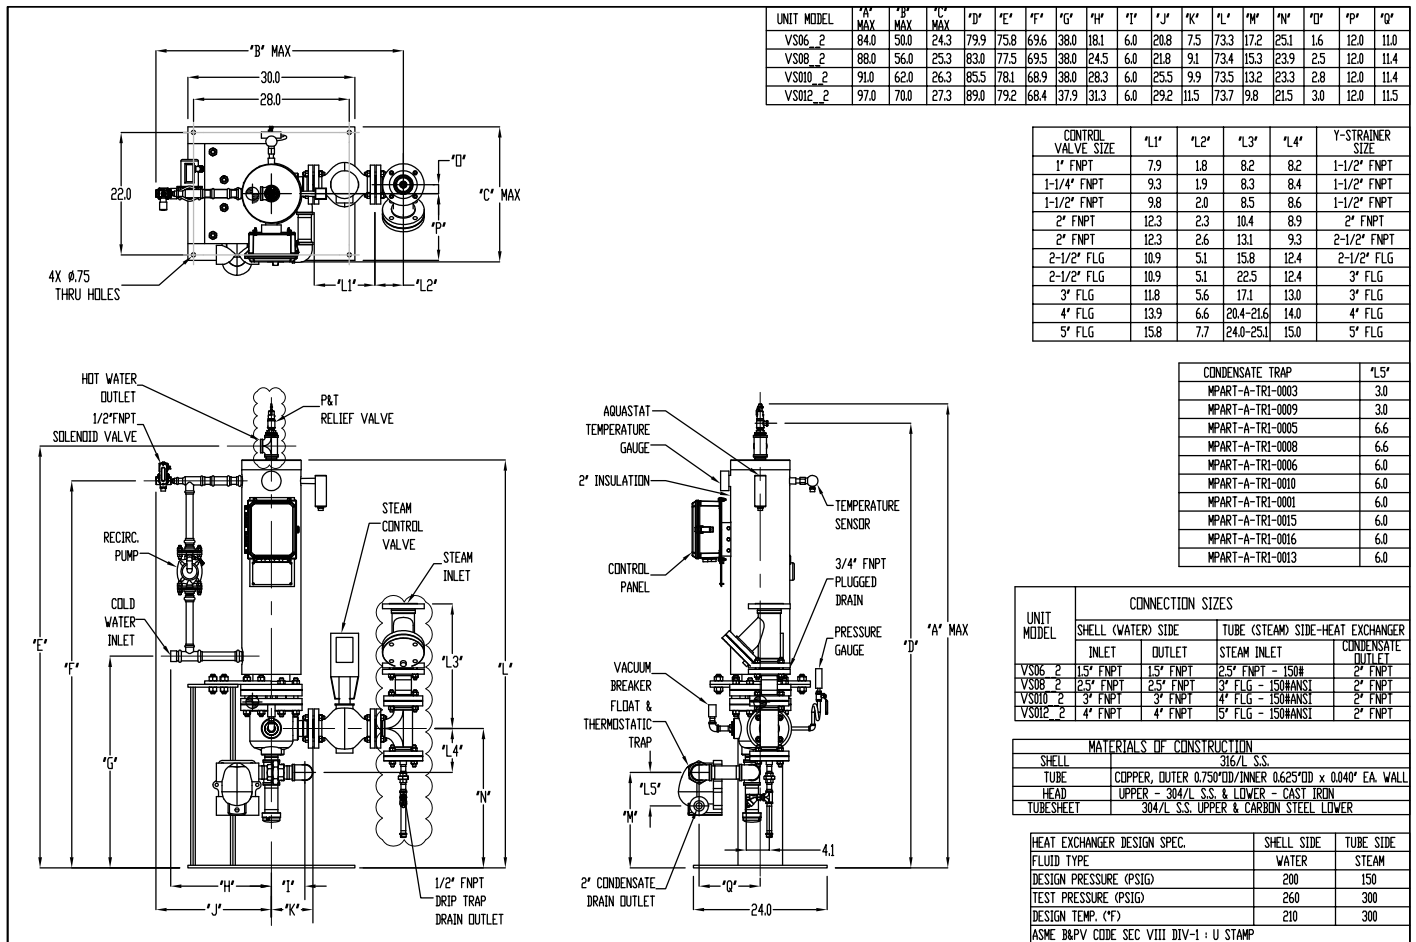 UNIT MODEL "A" MAX "B" MAX "C" MAX "D" "E" "F" "G" "H" "I" "J" "K" "L" "M" "N" "O" "P" "Q"
VS06__2 84.0 50.0 24.3 79.9 75.8 69.6 38.0 18.1 6.0 20.8 7.5 73.3 17.2 25.1 1.6 12.0 11.0
VS08__2 88.0 56.0 25.3 83.0 77.5 69.5 38.0 24.5 6.0 21.8 9.1 73.4 15.3 23.9 2.5 12.0 11.4
VS010__2 91.0 62.0 26.3 85.5 78.1 68.9 38.0 28.3 6.0 25.5 9.9 73.5 13.2 23.3 2.8 12.0 11.4
VS012__2 97.0 70.0 27.3 89.0 79.2 68.4 37.9 31.3 6.0 29.2 11.5 73.7 9.8 21.5 3.0 12.0 11.5
"B" MAX
30.0
28.0
22.0
"O"
"C" MAX
"P"
4X Ø.75
THRU HOLES
"L1"
"L2"
CONTROL VALVE SIZE "L1" "L2" "L3" "L4" Y-STRAINER SIZE
1" FNPT 7.9 1.8 8.2 8.2 1-1/2" FNPT
1-1/4" FNPT 9.3 1.9 8.3 8.4 1-1/2" FNPT
1-1/2" FNPT 9.8 2.0 8.5 8.6 1-1/2" FNPT
2" FNPT 12.3 2.3 10.4 8.9 2" FNPT
2" FNPT 12.3 2.6 13.1 9.3 2-1/2" FNPT
2-1/2" FLG 10.9 5.1 15.8 12.4 2-1/2" FLG
2-1/2" FLG 10.9 5.1 22.5 12.4 3" FLG
3" FLG 11.8 5.6 17.1 13.0 3" FLG
4" FLG 13.9 6.6 20.4-21.6 14.0 4" FLG
5" FLG 15.8 7.7 24.0-25.1 15.0 5" FLG
CONDENSATE TRAP "L5"
MPART-A-TR1-0003 3.0
MPART-A-TR1-0009 3.0
MPART-A-TR1-0005 6.6
MPART-A-TR1-0008 6.6
MPART-A-TR1-0006 6.0
MPART-A-TR1-0010 6.0
MPART-A-TR1-0001 6.0
MPART-A-TR1-0015 6.0
MPART-A-TR1-0016 6.0
MPART-A-TR1-0013 6.0
HOT WATER
OUTLET
1/2"FNPT
SOLENOID VALVE
P&T
RELIEF VALVE
RECIRC.
PUMP
COLD
WATER
INLET
STEAM
CONTROL
VALVE
STEAM
INLET
"E"
"F"
"G"
"L"
"L3"
"L4"
"N"
"H"
"I"
"J"
"K"
1/2" FNPT
DRIP TRAP
DRAIN OUTLET
AQUASTAT
TEMPERATURE
GAUGE
2" INSULATION
TEMPERATURE
SENSOR
CONTROL
PANEL
3/4" FNPT
PLUGGED
DRAIN
PRESSURE
GAUGE
VACUUM
BREAKER
FLOAT &
THERMOSTATIC
TRAP
"L5"
"M"
"D"
"A" MAX
4.1
"Q"
24.0
2" CONDENSATE
DRAIN OUTLET
UNIT MODEL CONNECTION SIZES
SHELL (WATER) SIDE TUBE (STEAM) SIDE-HEAT EXCHANGER
INLET OUTLET STEAM INLET CONDENSATE OUTLET
VS06__2 1.5" FNPT 1.5" FNPT 2.5" FNPT - 150# 2" FNPT
VS08__2 2.5" FNPT 2.5" FNPT 3" FLG - 150#ANSI 2" FNPT
VS010__2 3" FNPT 3" FNPT 4" FLG - 150#ANSI 2" FNPT
VS012__2 4" FNPT 4" FNPT 5" FLG - 150#ANSI 2" FNPT
MATERIALS OF CONSTRUCTION
SHELL 316/L S.S.
TUBE COPPER, OUTER 0.750"OD/INNER 0.625"OD x 0.040" EA. WALL
HEAD UPPER - 304/L S.S. & LOWER - CAST IRON
TUBESHEET 304/L S.S. UPPER & CARBON STEEL LOWER
HEAT EXCHANGER DESIGN SPEC. SHELL SIDE TUBE SIDE
FLUID TYPE WATER STEAM
DESIGN PRESSURE (PSIG) 200 150
TEST PRESSURE (PSIG) 260 300
DESIGN TEMP. (°F) 210 300
ASME B&PV CODE SEC VIII DIV-1 : U STAMP